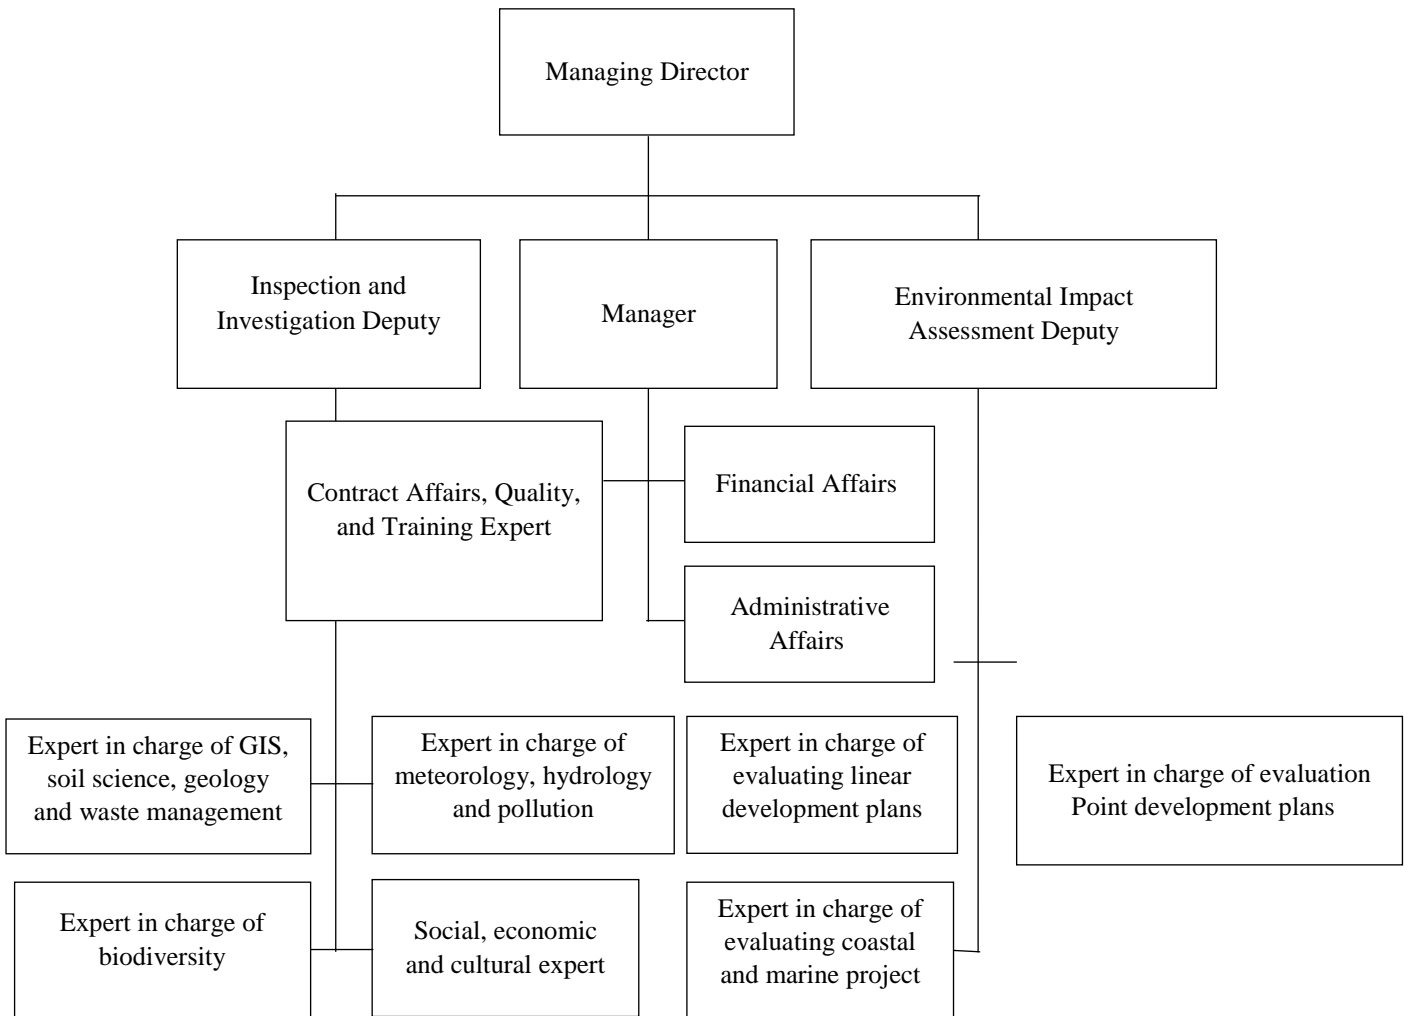 Managing Director
Inspection and
Investigation Deputy
Manager
Environmental Impact
Assessment Deputy
Contract Affairs, Quality,
and Training Expert
Financial Affairs
Administrative
Affairs
Expert in charge of GIS,
soil science, geology
and waste management
Expert in charge of
meteorology, hydrology
and pollution
Expert in charge of
evaluating linear
development plans
Expert in charge of evaluation
Point development plans
Expert in charge of
biodiversity
Social, economic
and cultural expert
Expert in charge of
evaluating coastal
and marine project